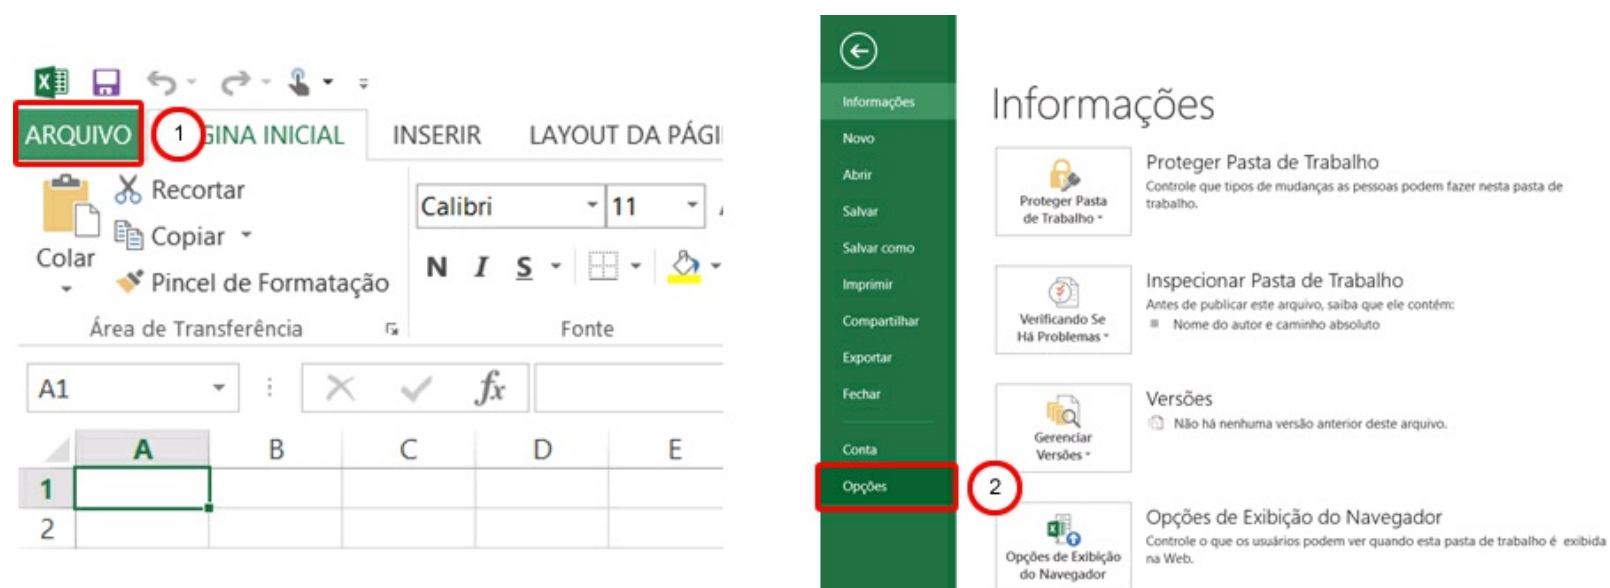 ARQUIVO
1
GINA INICIAL
INSERIR
LAYOUT DA PÁGI
Colar
Recortar
Copiar
Pincel de Formatação
Área de Transferência
Calibri
11
N I S
Fonte
A1
fx
A B C D E
1
2
Informações
Novo
Abrir
Salvar
Salvar como
Imprimir
Compartilhar
Exportar
Fechar
Conta
Opções
2
Informações
Proteger Pasta
de Trabalho
Proteger Pasta de Trabalho
Controle que tipos de mudanças as pessoas podem fazer nesta pasta de
trabalho.
Verificando Se
Há Problemas
Inspecionar Pasta de Trabalho
Antes de publicar este arquivo, saiba que ele contém:
Nome do autor e caminho absoluto
Gerenciar
Versões
Versões
Não há nenhuma versão anterior deste arquivo.
Opções de Exibição
do Navegador
Opções de Exibição do Navegador
Controle o que os usuários podem ver quando esta pasta de trabalho é exibida
na Web.